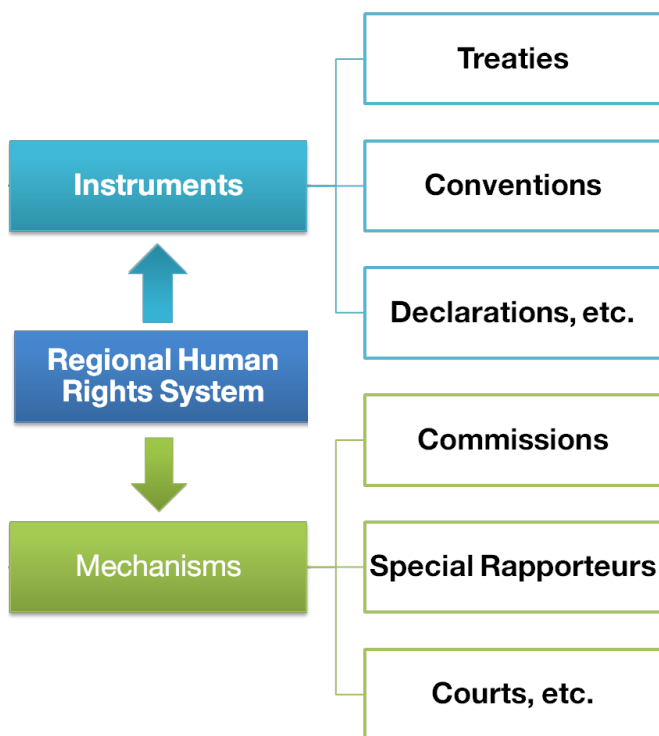 Treaties
Instruments
Conventions
Declarations, etc.
Regional Human
Rights System
Commissions
Mechanisms
Special Rapporteurs
Courts, etc.